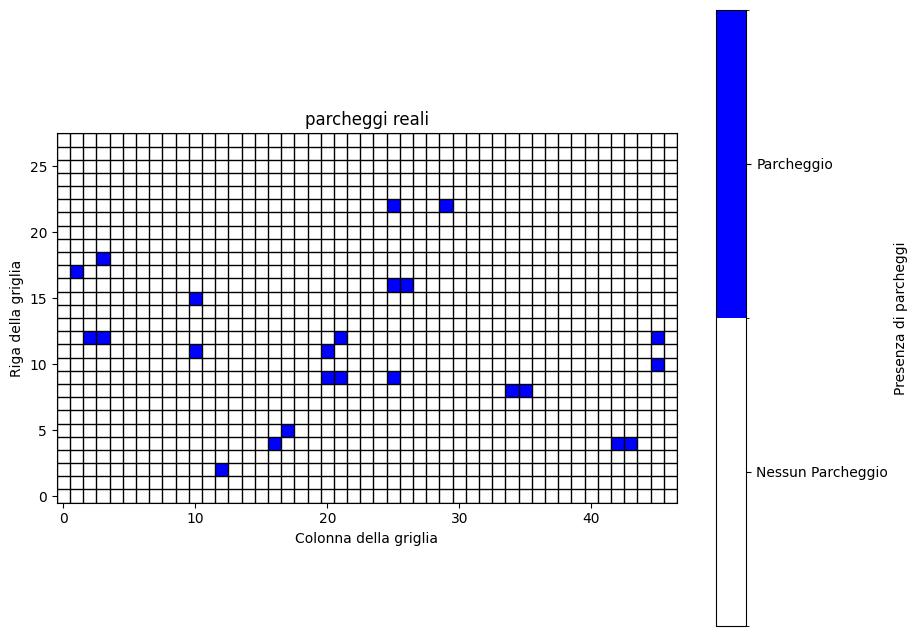 parcheggi reali
25
20
15
10
5
0
Riga della griglia
0 10 20 30 40
Colonna della griglia
Parcheggio
Nessun Parcheggio
Presenza di parcheggi